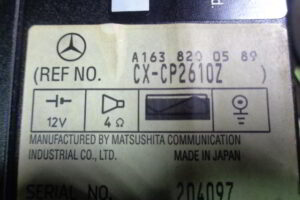 A163 820 05 89
(REF NO. CX-CP2610Z )
12V 4Ω
MANUFACTURED BY MATSUSHITA COMMUNICATION
INDUSTRIAL CO., LTD. MADE IN JAPAN
SERIAL NO. 204097